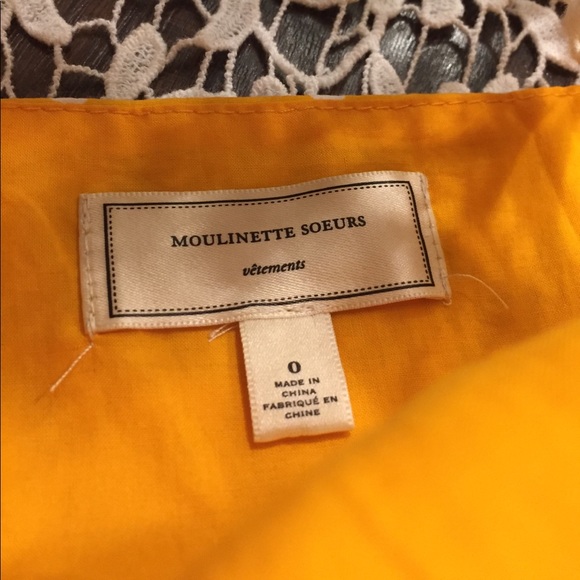 MOULINETTE SOEURS
vêtements
0
MADE IN
CHINA
FABRIQUÉ EN
CHINE